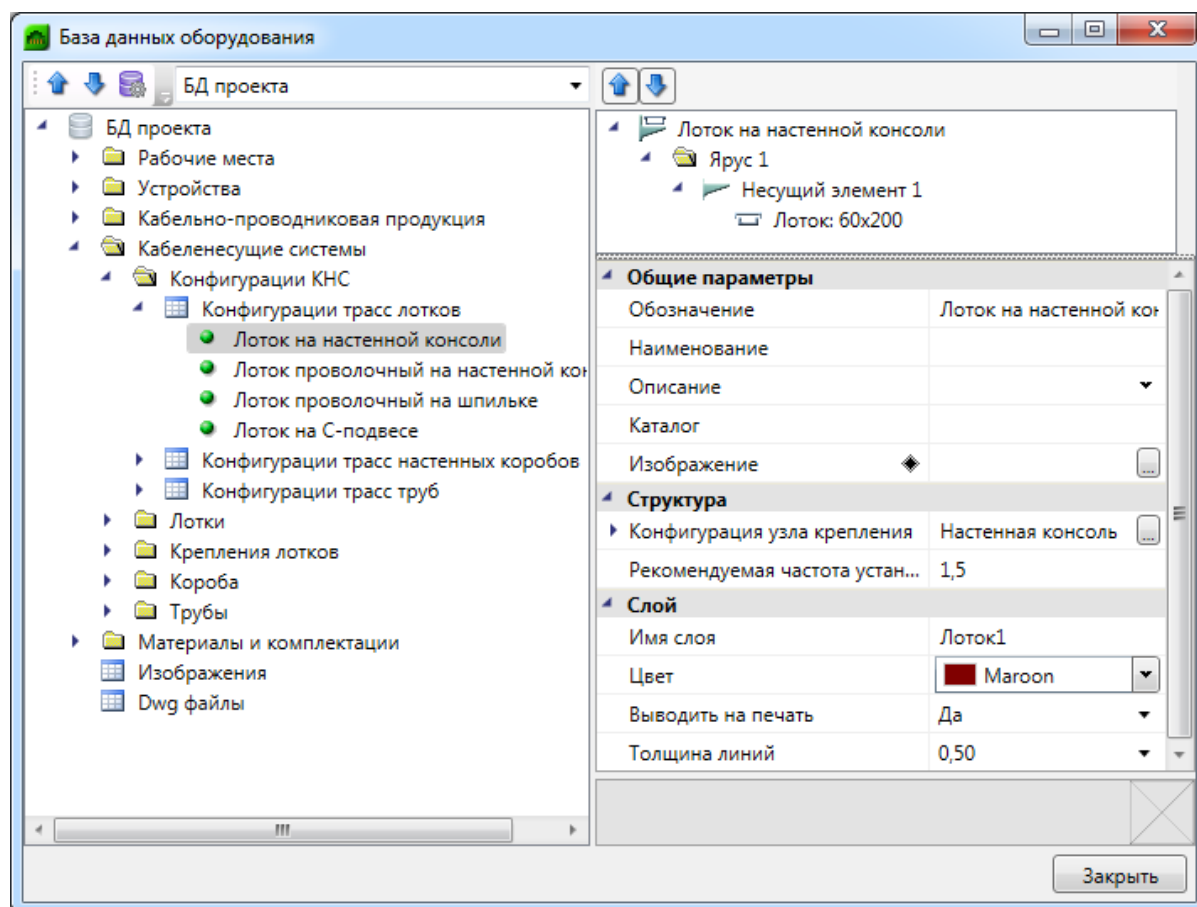 База данных оборудования
БД проекта
БД проекта
Рабочие места
Устройства
Кабельно-проводниковая продукция
Кабеленесущие системы
Конфигурации КНС
Конфигурации трасс лотков
Лоток на настенной консоли
Лоток проволочный на настенной кон
Лоток проволочный на шпильке
Лоток на С-подвесе
Конфигурации трасс настенных коробов
Конфигурации трасс труб
Лотки
Крепления лотков
Короба
Трубы
Материалы и комплектации
Изображения
Dwg файлы
Лоток на настенной консоли
Ярус 1
Несущий элемент 1
Лоток: 60x200
Общие параметры
Обозначение Лоток на настенной кон
Наименование
Описание
Каталог
Изображение ...
Структура
Конфигурация узла крепления Настенная консоль ...
Рекомендуемая частота устан... 1,5
Слой
Имя слоя Лоток1
Цвет Maroon
Выводить на печать Да
Толщина линий 0,50
Закрыть